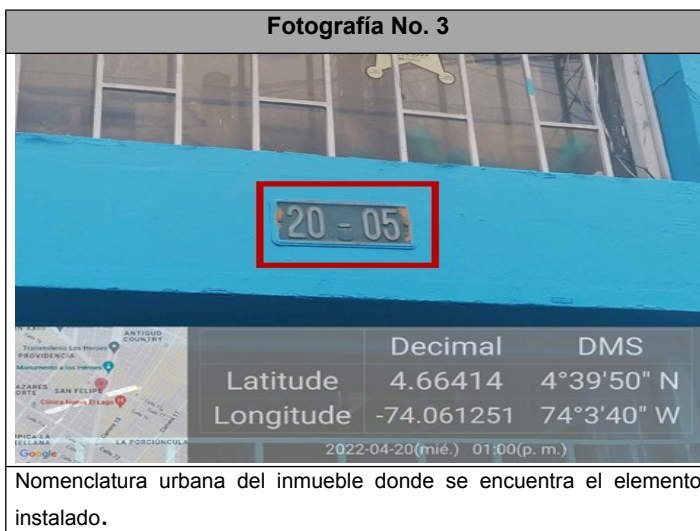 Fotografía No. 3
20 - 05
ANTIGUO
COUNTRY
Transmilenio Los Héroes
PROVIDENCIA
Monumento a los Héroes
SAN FELIPE
Clínica Nueva El Lago
LA PORCIÚNCULA
Google
Decimal DMS
Latitude 4.66414 4°39'50" N
Longitude -74.061251 74°3'40" W
2022-04-20(mié.) 01:00(p. m.)
Nomenclatura urbana del inmueble donde se encuentra el elemento
instalado.